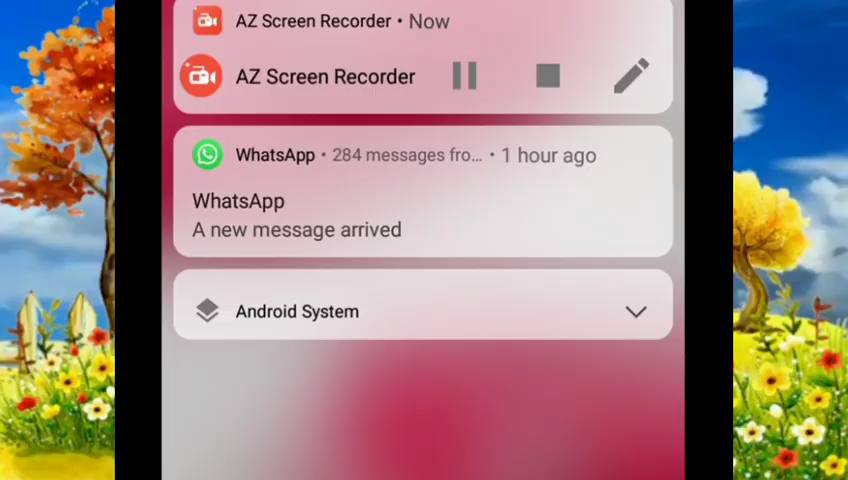 AZ Screen Recorder • Now
AZ Screen Recorder
WhatsApp • 284 messages fro... • 1 hour ago
WhatsApp
A new message arrived
Android System